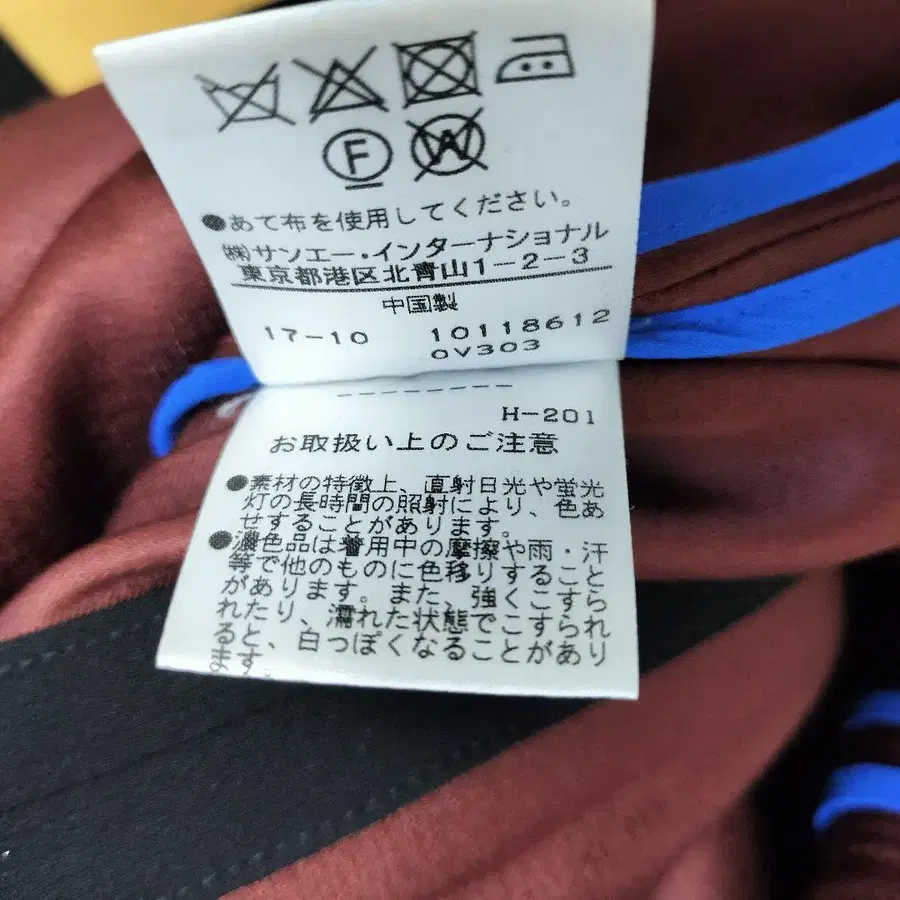 F W
●あて布を使用してください。
㈱サンエー・インターナショナル
東京都港区北青山1-2-3
中国製
17-10 10118612
0V303
H-201
お取扱い上のご注意
●素材の特徴上、直射日光や蛍光
灯の長時間の照射により、色あ
せすることがあります。
●濃色品は着用中の摩擦や雨・汗
等で他のものに色移りすること
があります。また、強くこすら
れたり、濡れた状態でこすられ
ると、白っぽくなることがあり
ます。